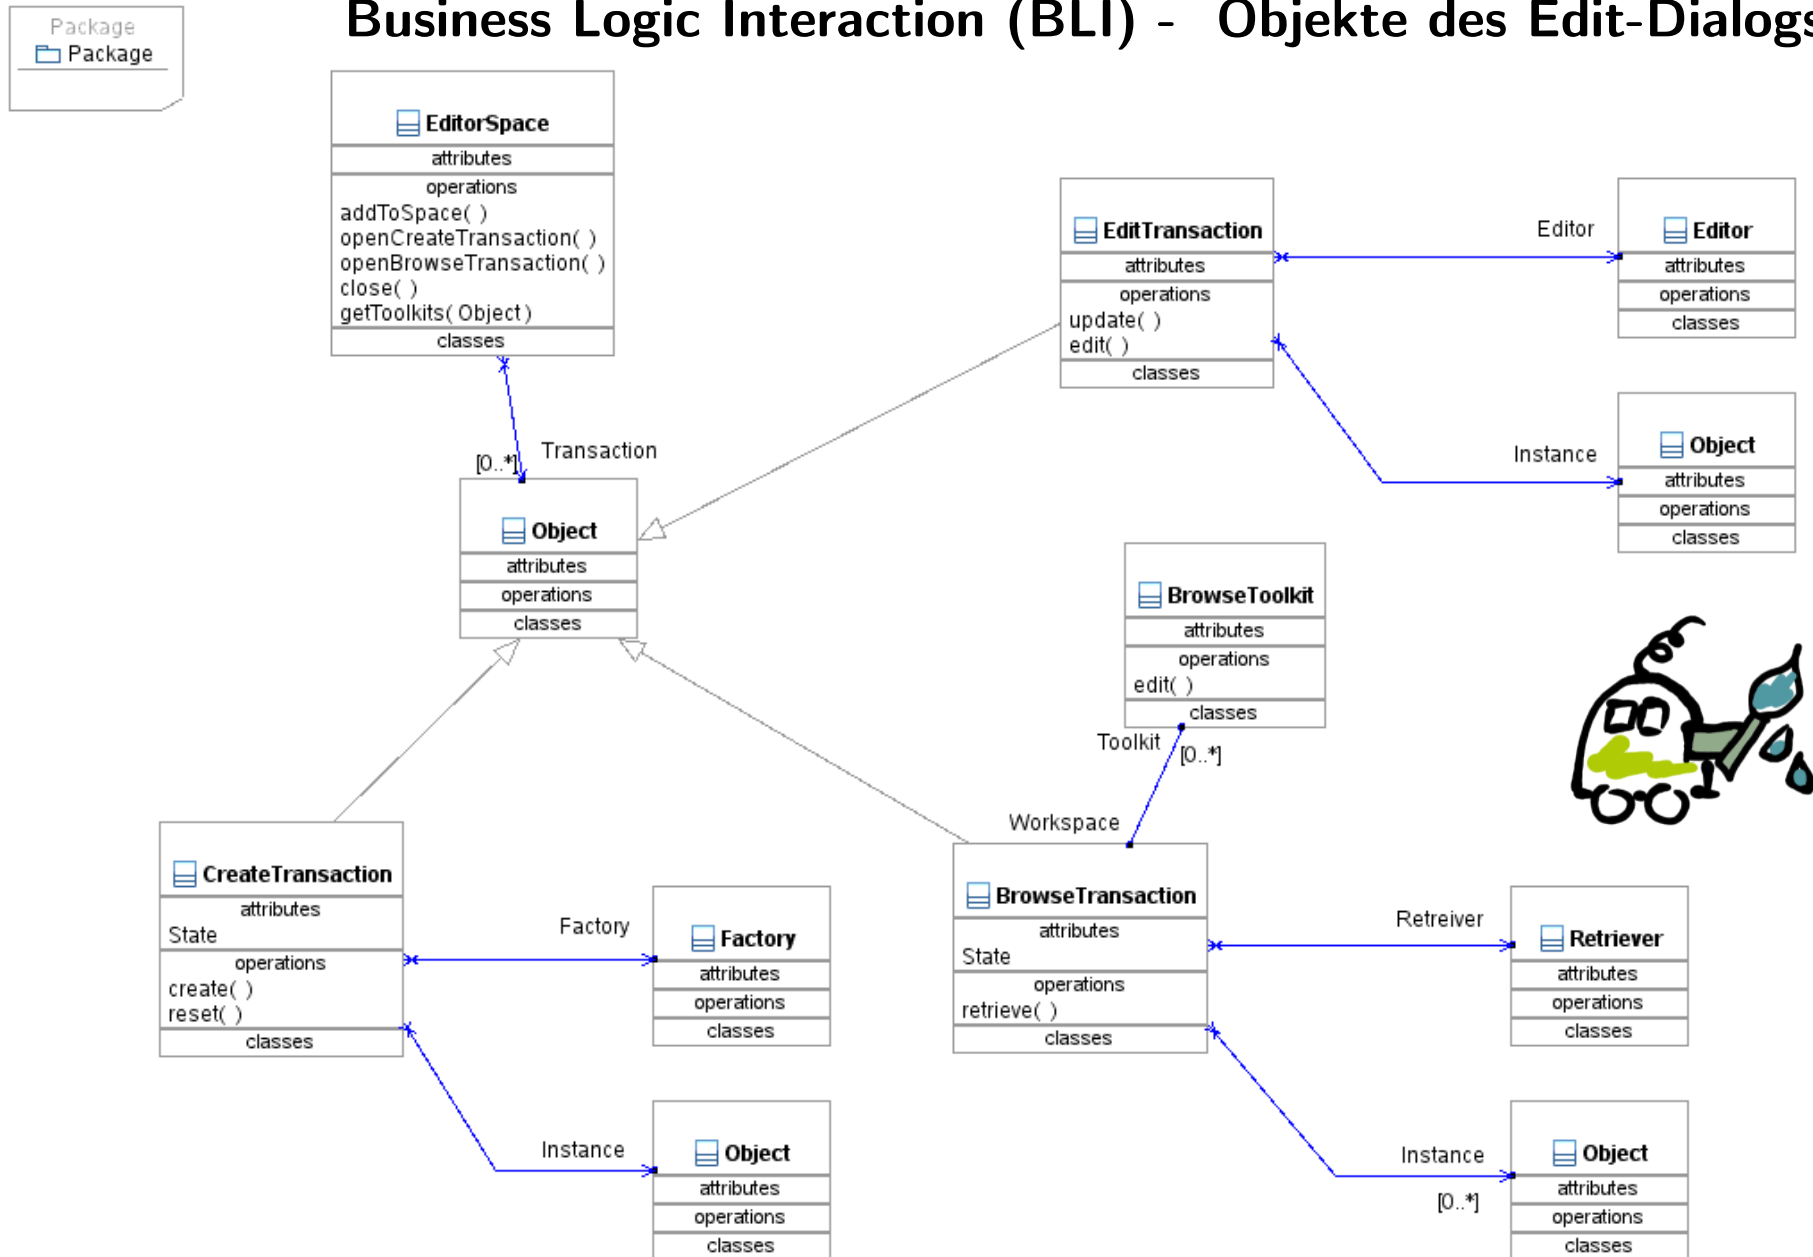 Business Logic Interaction (BLI) - Objekte des Edit-Dialogs
Package
Package
EditorSpace
attributes
operations
addToSpace( )
openCreateTransaction( )
openBrowseTransaction( )
close( )
getToolkits( Object )
classes
Transaction
[0..*]
Object
attributes
operations
classes
EditTransaction
attributes
operations
update( )
edit( )
classes
Editor
Editor
attributes
operations
classes
Instance
Object
attributes
operations
classes
BrowseToolkit
attributes
operations
edit( )
classes
Toolkit
[0..*]
Workspace
CreateTransaction
attributes
State
operations
create( )
reset( )
classes
Factory
Factory
attributes
operations
classes
Instance
Object
attributes
operations
classes
BrowseTransaction
attributes
State
operations
retrieve( )
classes
Retreiver
Retriever
attributes
operations
classes
Instance
[0..*]
Object
attributes
operations
classes